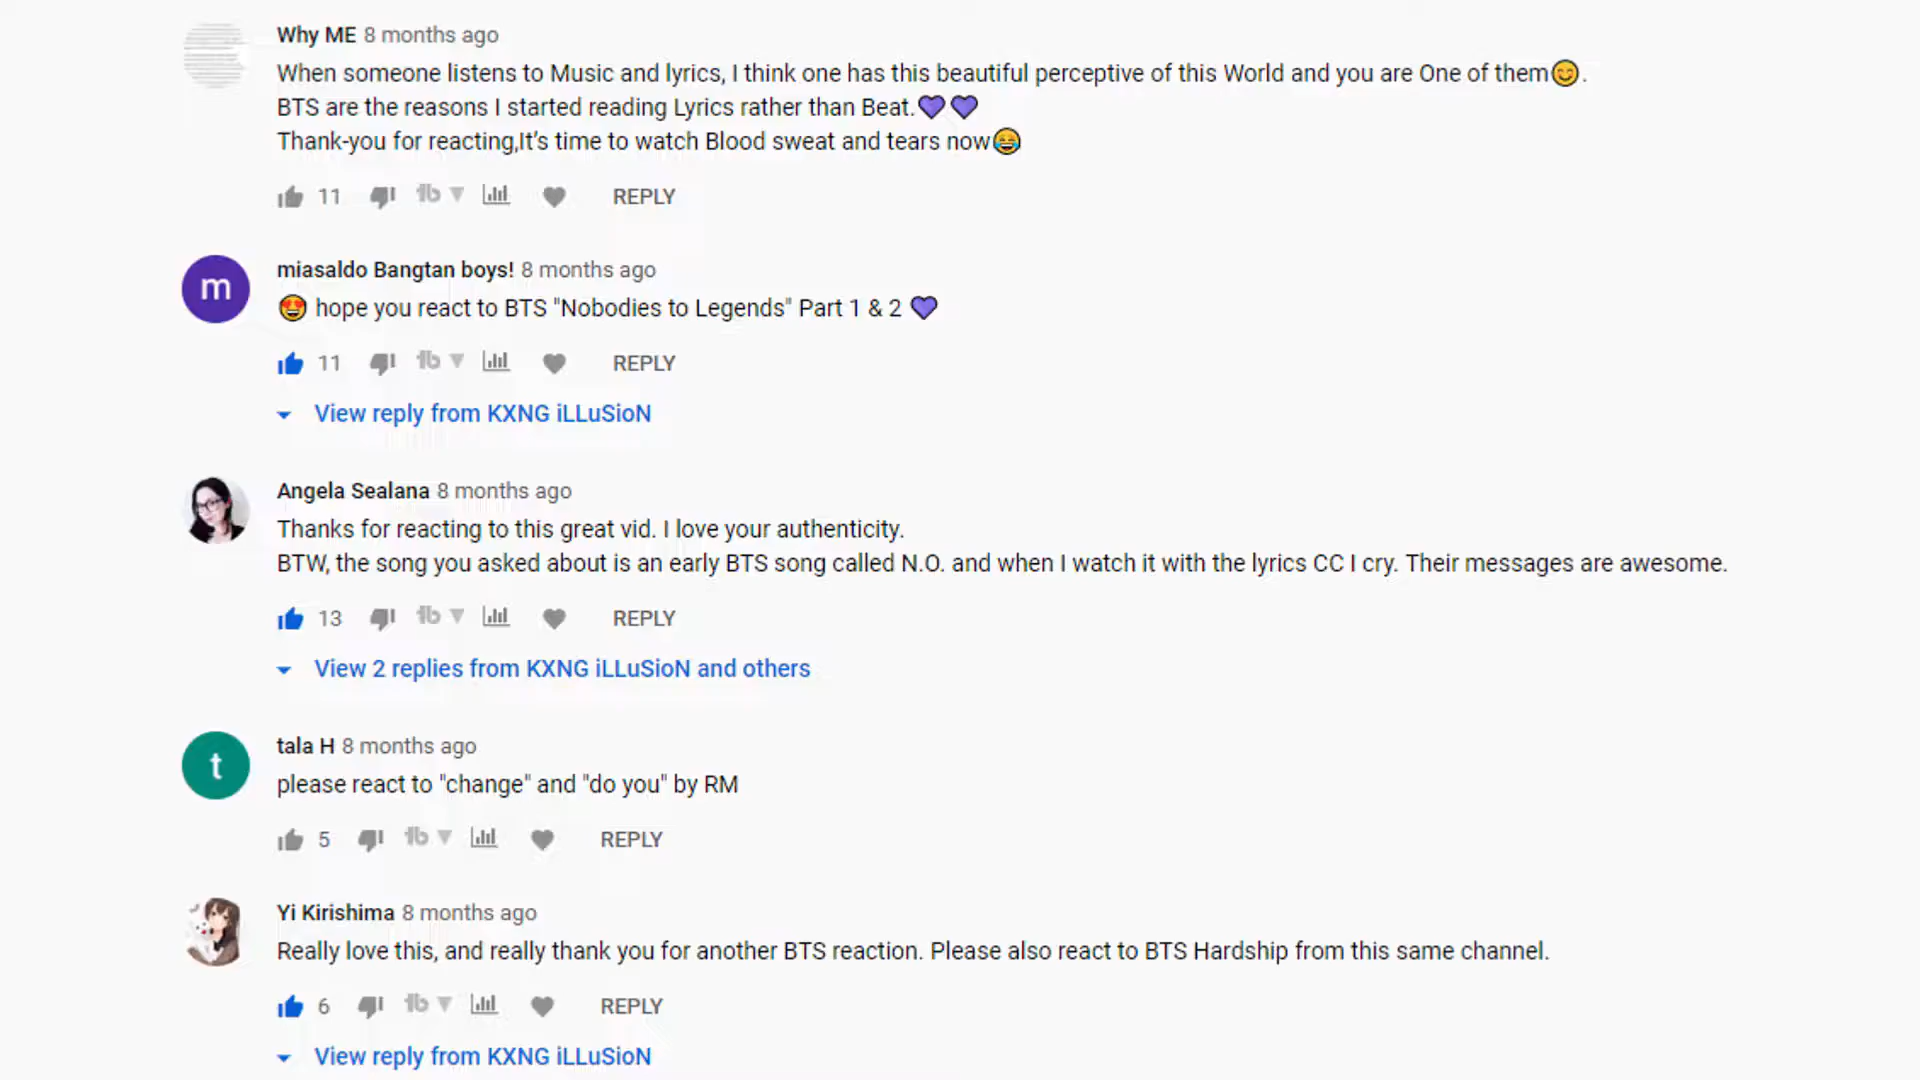 Why ME 8 months ago
When someone listens to Music and lyrics, I think one has this beautiful perceptive of this World and you are One of them😊.
BTS are the reasons I started reading Lyrics rather than Beat.💜💜
Thank-you for reacting,It's time to watch Blood sweat and tears now😂
11 REPLY
m
miasaldo Bangtan boys! 8 months ago
😍 hope you react to BTS "Nobodies to Legends" Part 1 & 2 💜
11 REPLY
View reply from KXNG iLLuSioN
Angela Sealana 8 months ago
Thanks for reacting to this great vid. I love your authenticity.
BTW, the song you asked about is an early BTS song called N.O. and when I watch it with the lyrics CC I cry. Their messages are awesome.
13 REPLY
View 2 replies from KXNG iLLuSioN and others
t
tala H 8 months ago
please react to "change" and "do you" by RM
5 REPLY
Yi Kirishima 8 months ago
Really love this, and really thank you for another BTS reaction. Please also react to BTS Hardship from this same channel.
6 REPLY
View reply from KXNG iLLuSioN